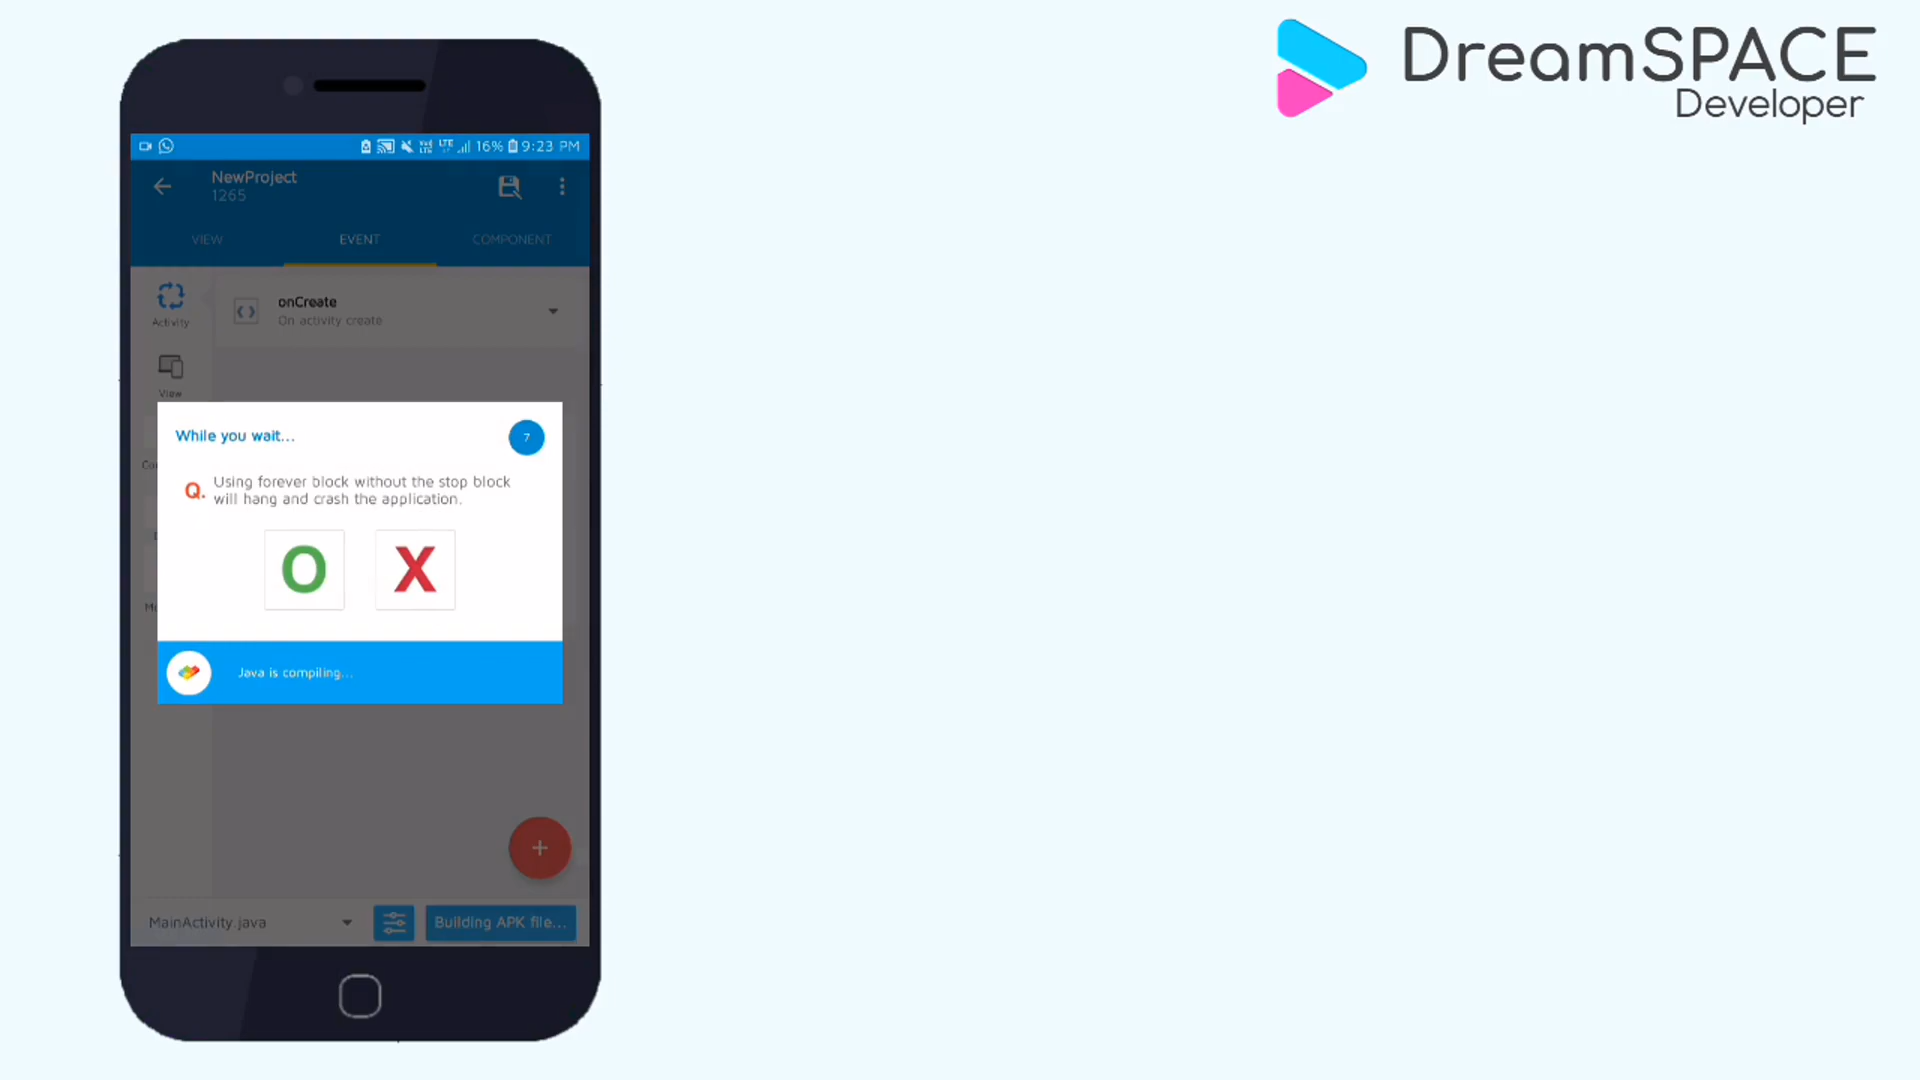 DreamSPACE
Developer
16% 9:23 PM
NewProject
1265
VIEW EVENT COMPONENT
onCreate
On activity create
Activity
View
While you wait...
7
Q. Using forever block without the stop block
will hang and crash the application.
O X
Java is compiling...
+
MainActivity.java
Building APK file...